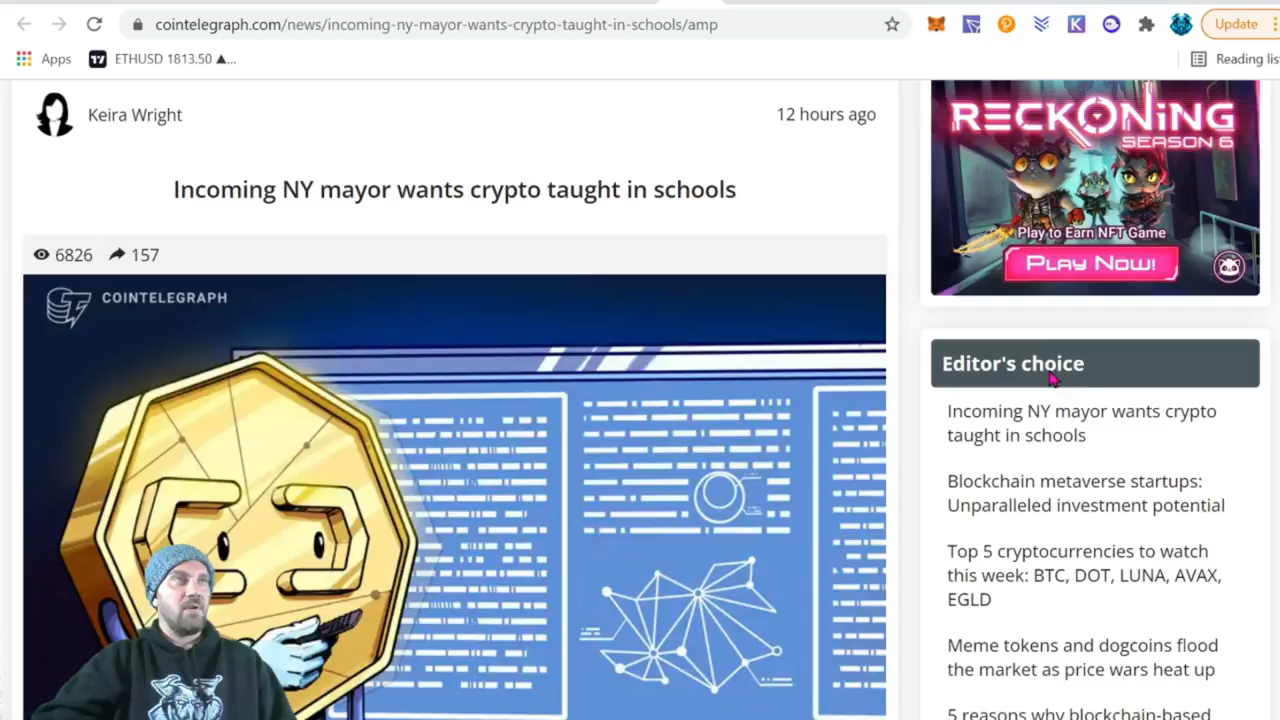 cointelegraph.com/news/incoming-ny-mayor-wants-crypto-taught-in-schools/amp
Update
Apps
ETHUSD 1813.50 ▲...
Reading lis
Keira Wright
12 hours ago
Incoming NY mayor wants crypto taught in schools
6826
157
COINTELEGRAPH
RECKONING
SEASON 6
Play to Earn NFT Game
PLAY NOW!
Editor's choice
Incoming NY mayor wants crypto
taught in schools
Blockchain metaverse startups:
Unparalleled investment potential
Top 5 cryptocurrencies to watch
this week: BTC, DOT, LUNA, AVAX,
EGLD
Meme tokens and dogcoins flood
the market as price wars heat up
5 reasons why blockchain-based